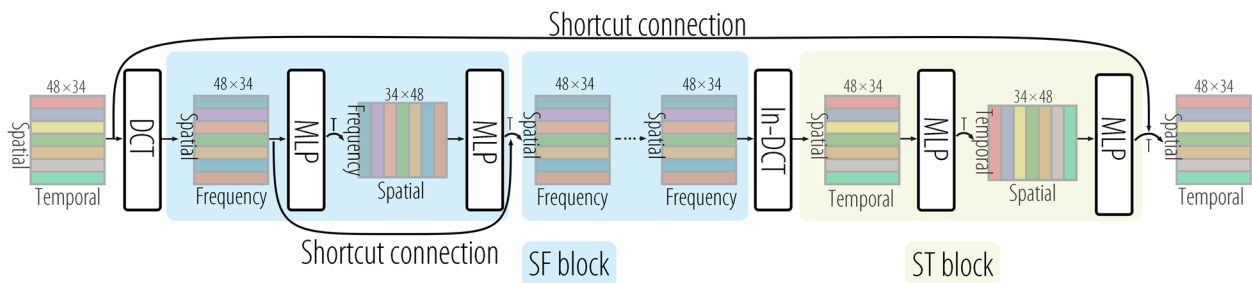 Shortcut connection
48×34
Spatial
Temporal
DCT
48×34
Spatial
Frequency
MLP
T
34×48
Frequency
Spatial
MLP
T
Shortcut connection
48×34
Spatial
Frequency
48×34
Spatial
Frequency
In-DCT
48×34
Spatial
Temporal
MLP
T
34×48
Temporal
Spatial
MLP
T
48×34
Spatial
Temporal
SF block
ST block